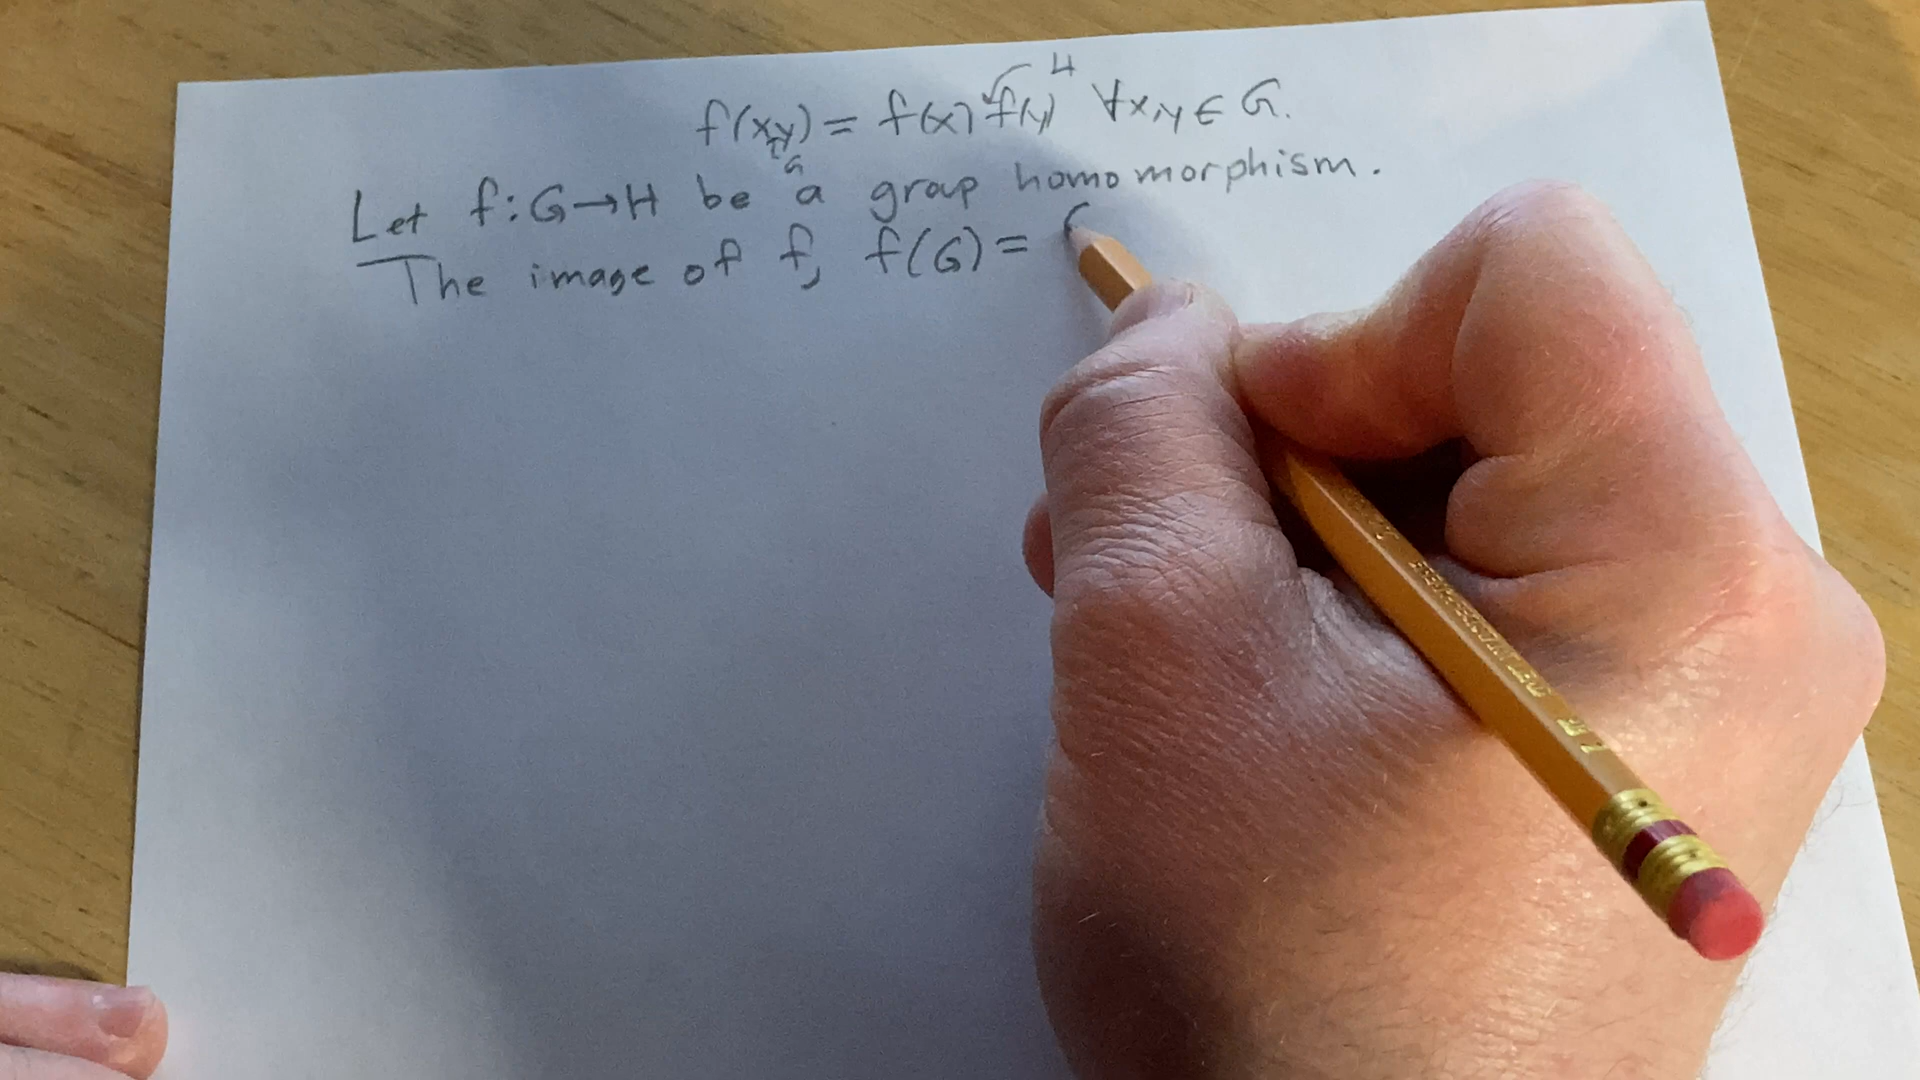 H
f(xy) = f(x) f(y) ∀x,y ∈ G.
G
Let f: G→H be a group homomorphism.
The image of f, f(G) =